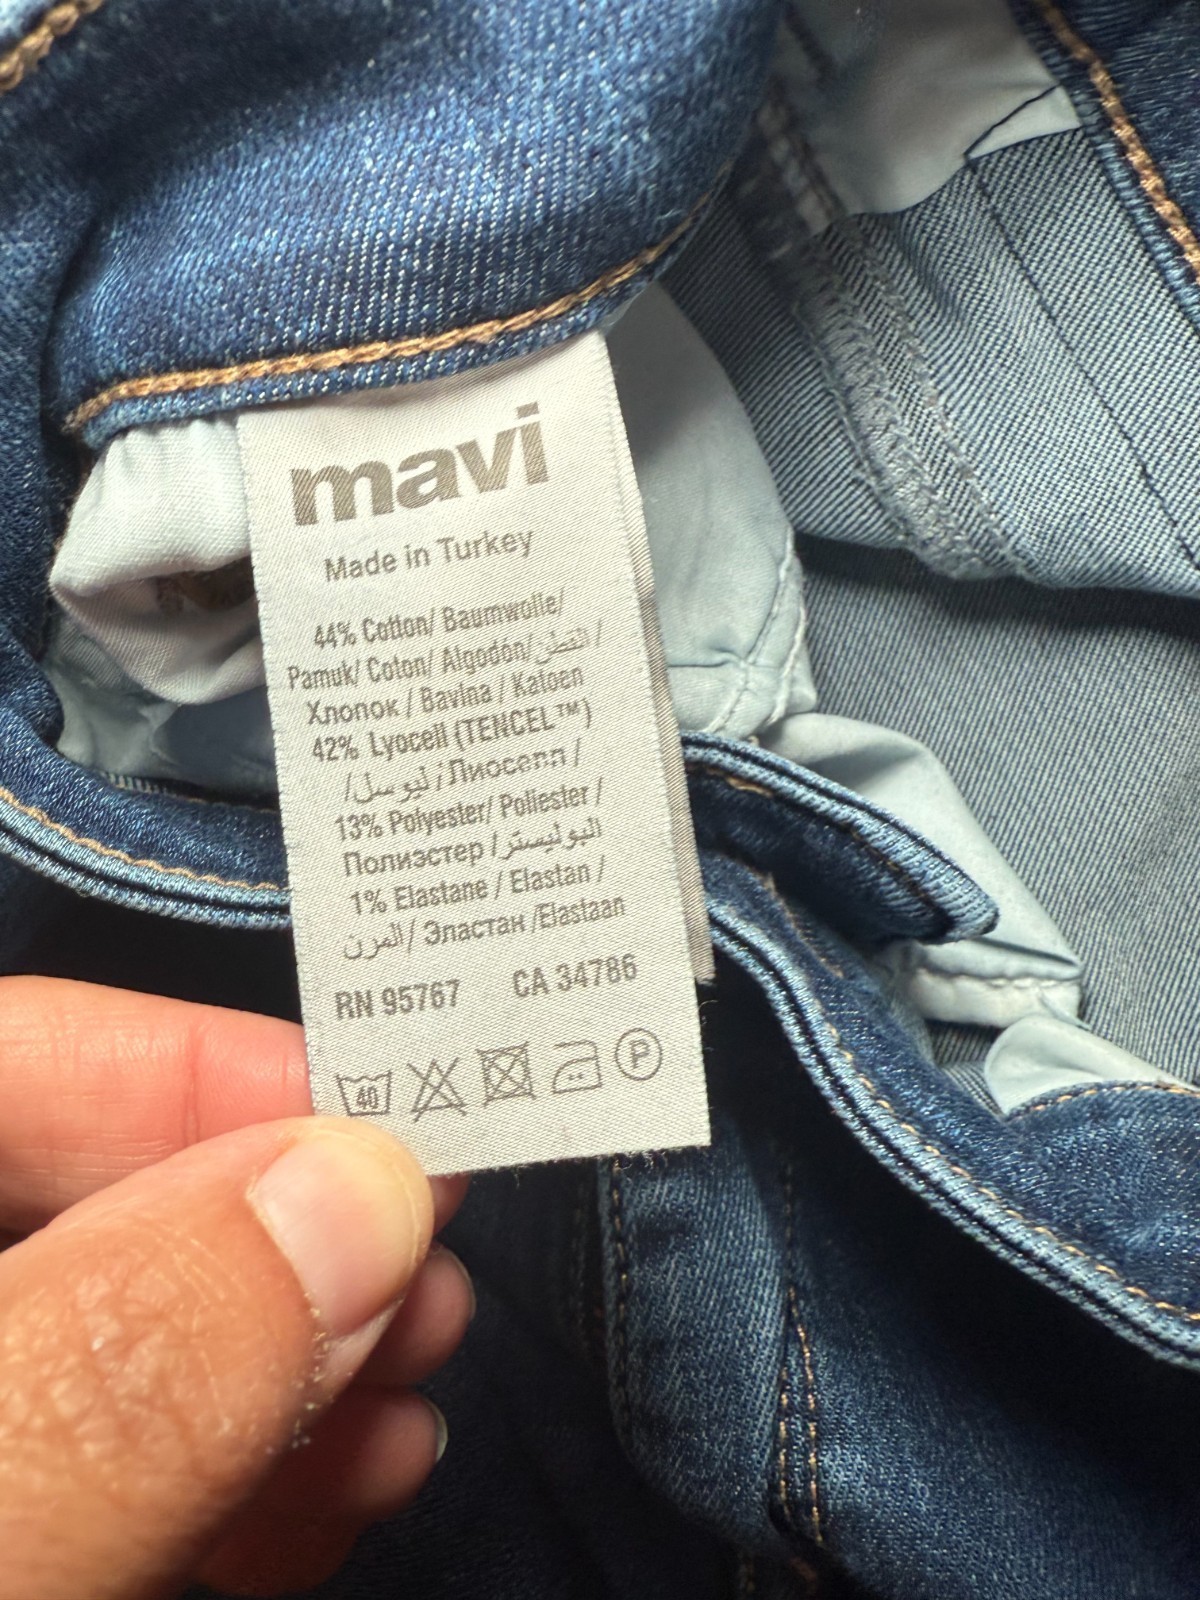 mavi
Made in Turkey
44% Cotton/ Baumwolle/
Pamuk/ Coton/ Algodón/القطن /
Хлопок / Bavlna / Katoen
42% Lyocell (TENCEL™)
/ليوسل /Лиоселл /
13% Polyester/ Poliester /
Полиэстер /البوليستر
1% Elastane / Elastan /
المرن/ Эластан /Elastaan
RN 95767 CA 34786
40 P